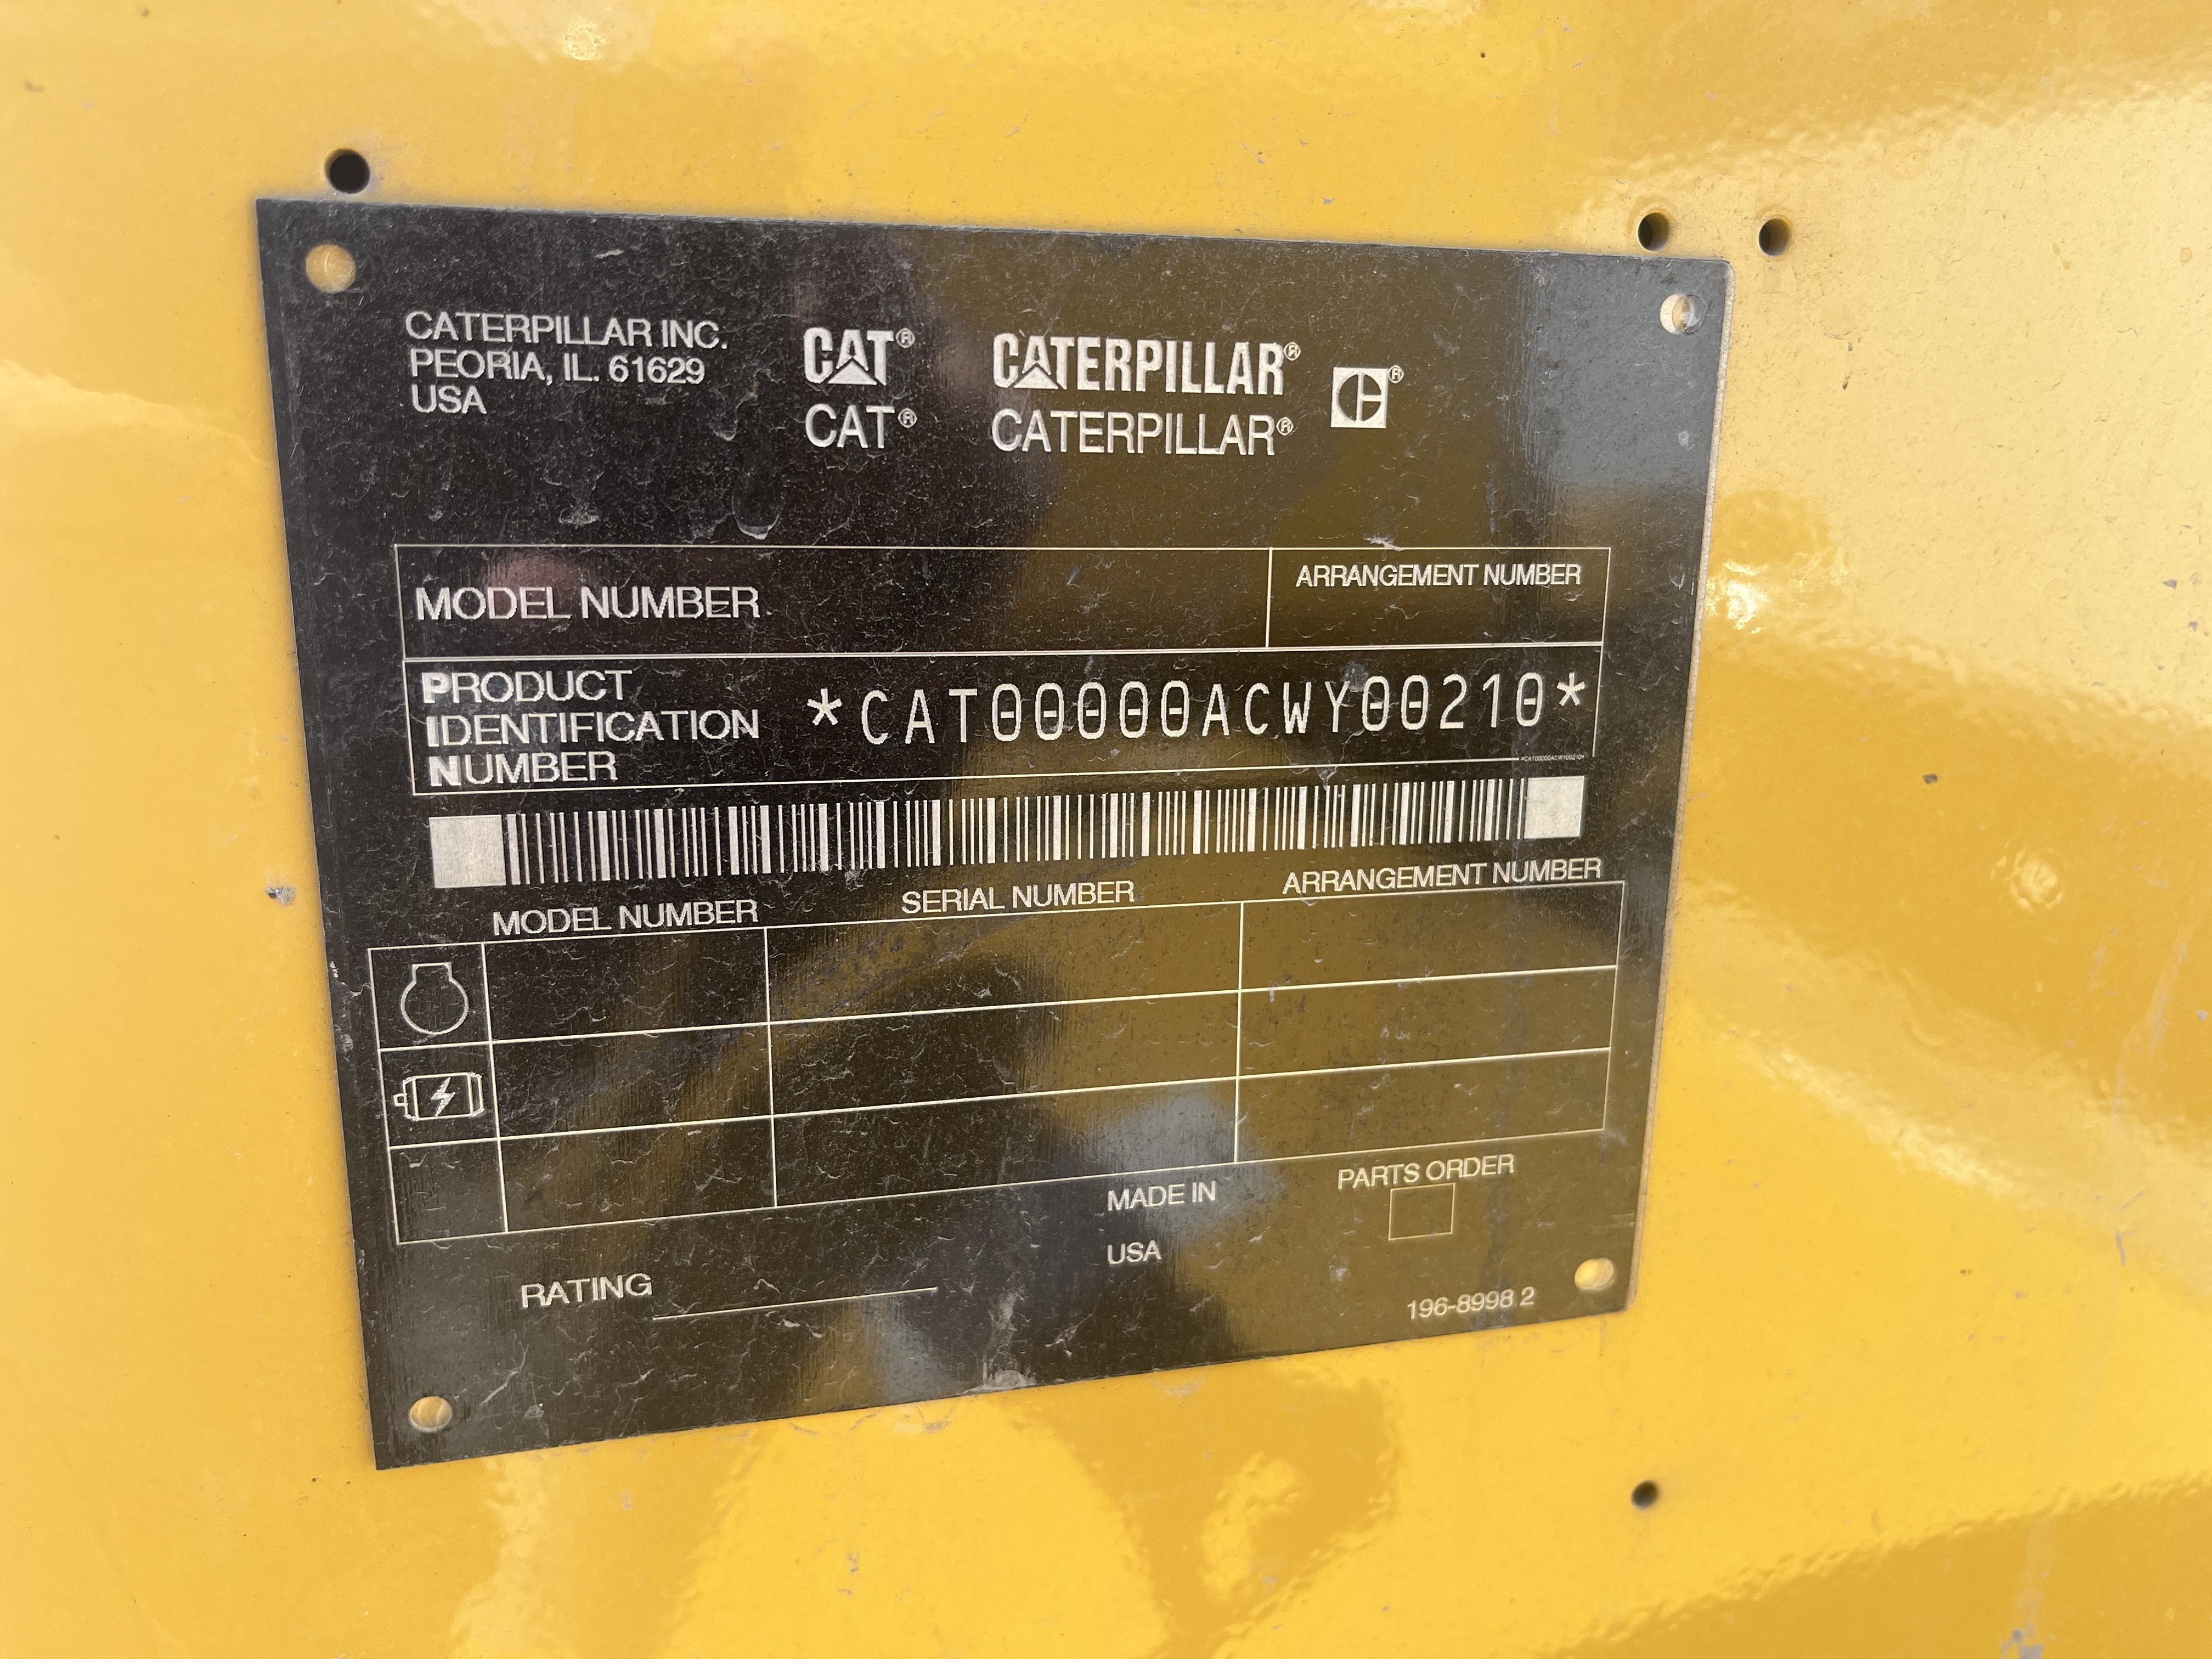 CATERPILLAR INC.
PEORIA, IL. 61629
USA
CAT®
CAT®
CATERPILLAR®
CATERPILLAR®
MODEL NUMBER
ARRANGEMENT NUMBER
PRODUCT
IDENTIFICATION
NUMBER
*CAT00000ACWY00210*
*CAT00000ACWY00210*
MODEL NUMBER
SERIAL NUMBER
ARRANGEMENT NUMBER
MADE IN
USA
PARTS ORDER
RATING
196-8998 2